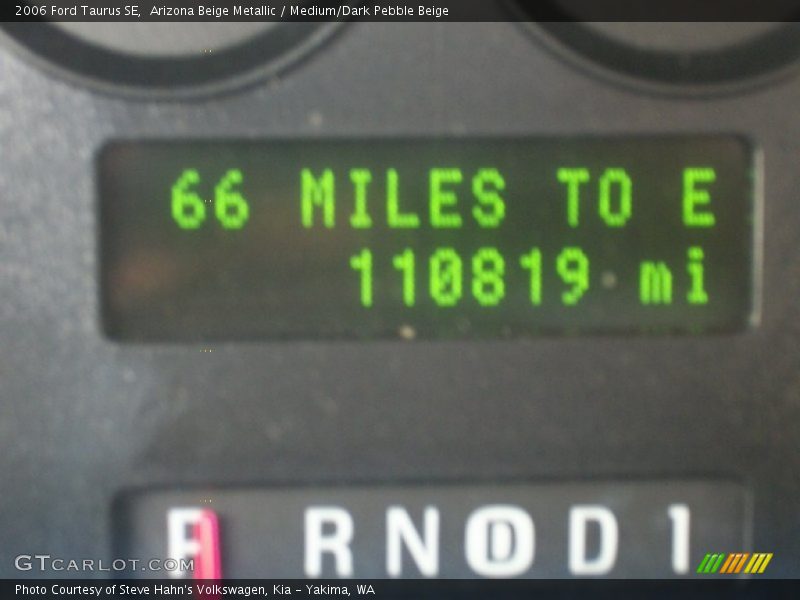 2006 Ford Taurus SE,  Arizona Beige Metallic / Medium/Dark Pebble Beige
66 MILES TO E
110819 mi
P R N D D 1
GTCARLOT.COM
Photo Courtesy of Steve Hahn's Volkswagen, Kia – Yakima, WA